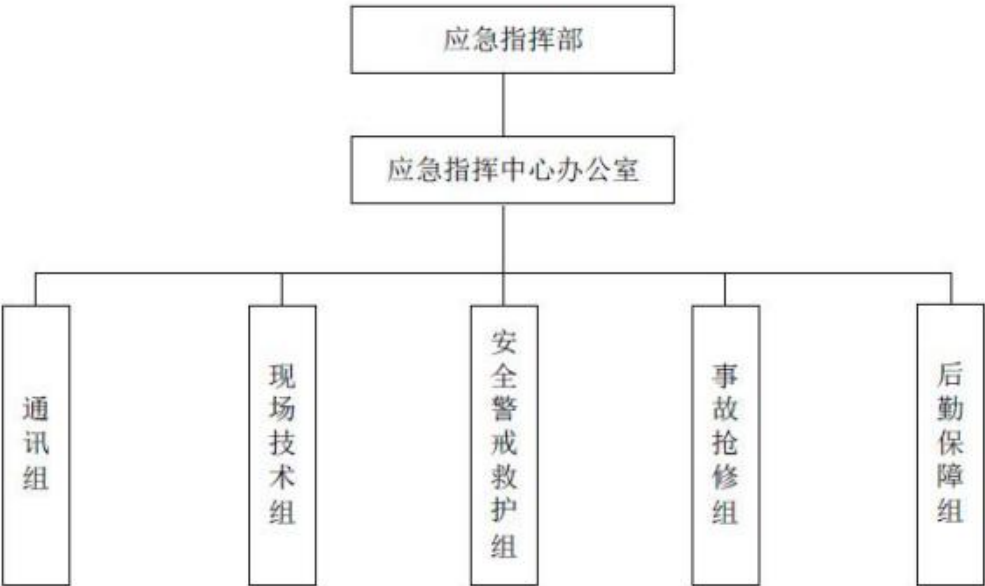 应急指挥部
应急指挥中心办公室
通讯组
现场技术组
安全警戒救护组
事故抢修组
后勤保障组